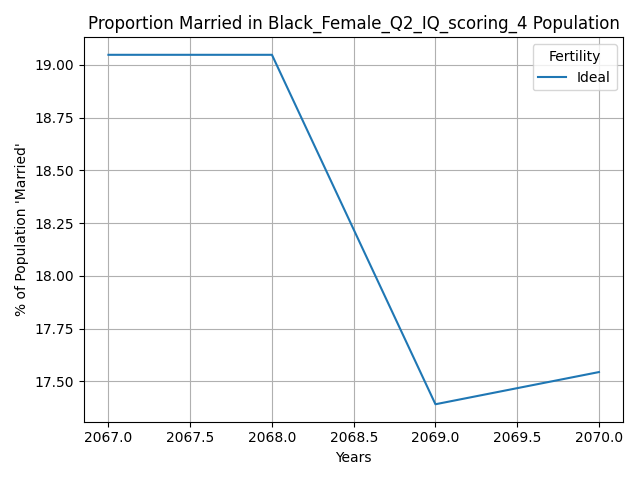 Proportion Married in Black_Female_Q2_IQ_scoring_4 Population
Fertility
Ideal
% of Population 'Married'
19.00
18.75
18.50
18.25
18.00
17.75
17.50
2067.0 2067.5 2068.0 2068.5 2069.0 2069.5 2070.0
Years